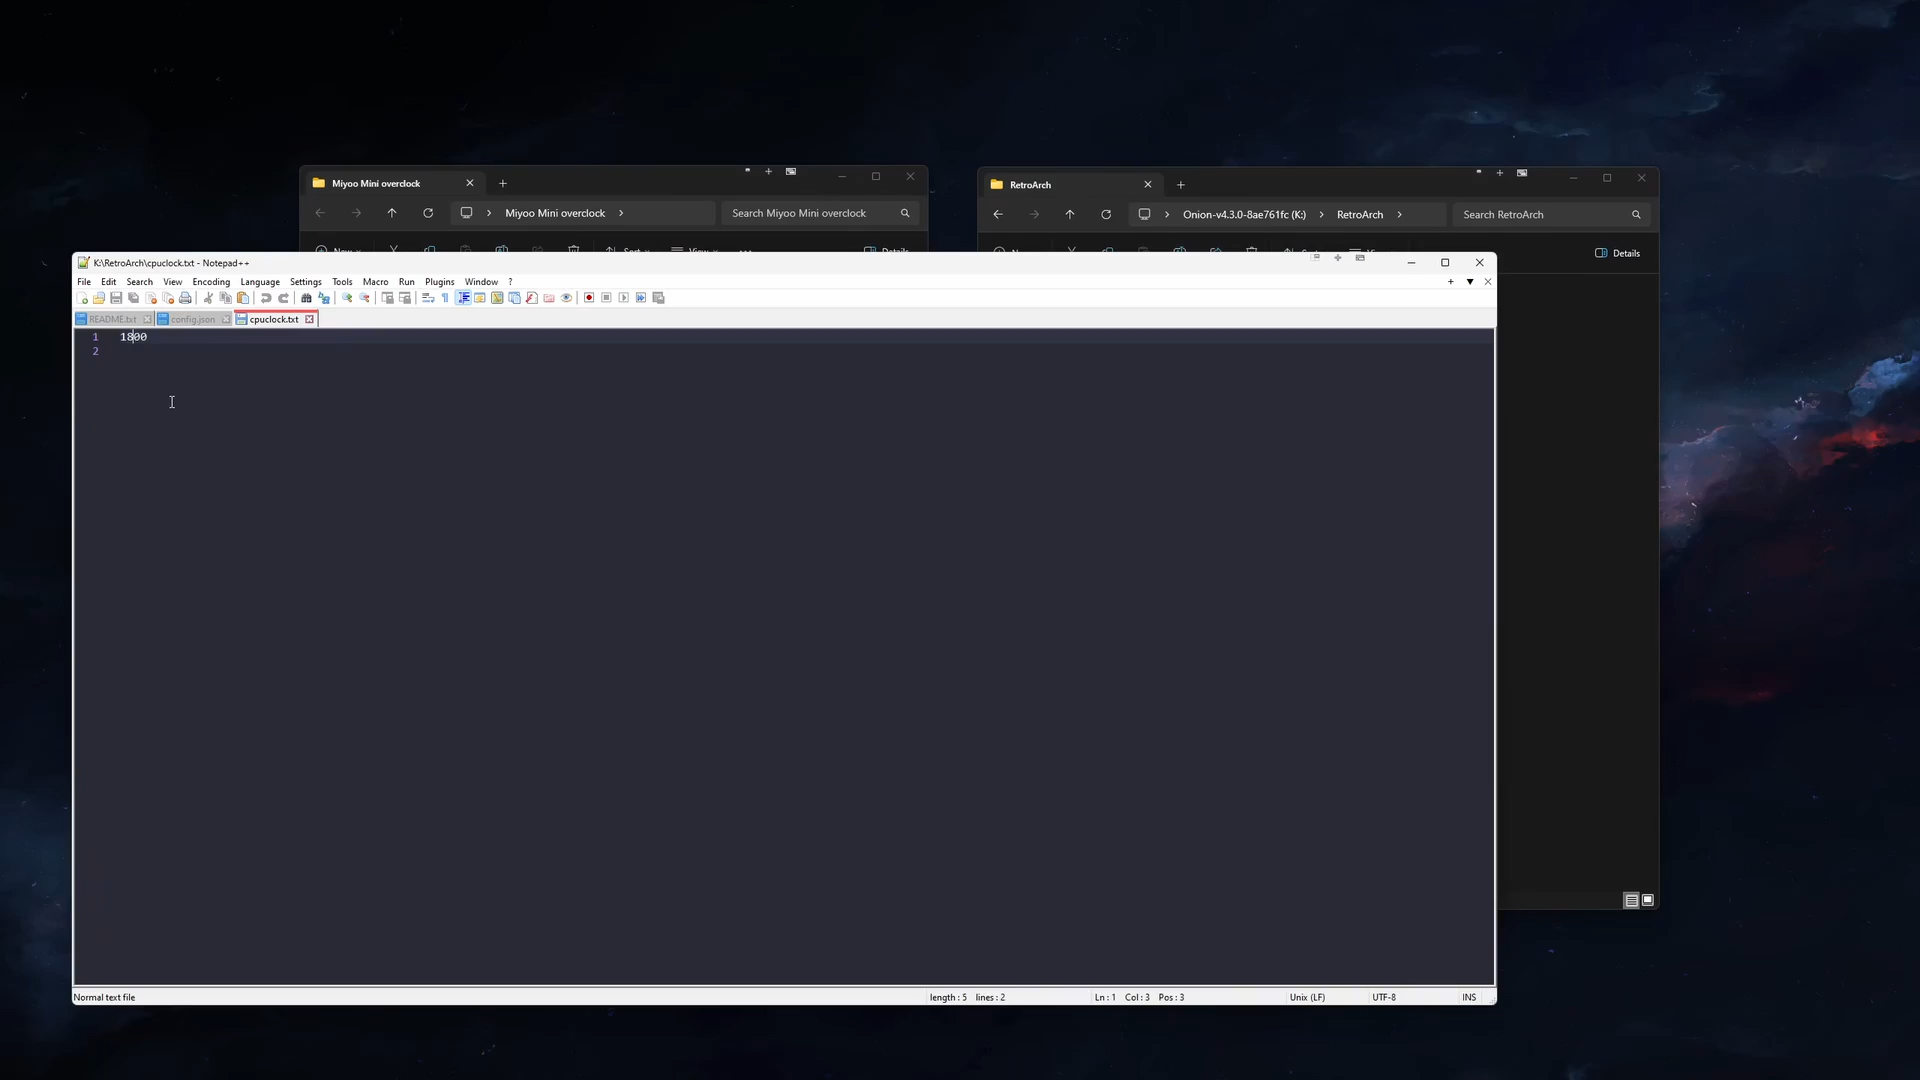 Miyoo Mini overclock
Miyoo Mini overclock
Search Miyoo Mini overclock
RetroArch
Onion-v4.3.0-8ae761fc (K:)
RetroArch
Search RetroArch
Details
K:\RetroArch\cpuclock.txt - Notepad++
File Edit Search View Encoding Language Settings Tools Macro Run Plugins Window ?
README.txt config.json cpuclock.txt
1 1800
2
Normal text file length : 5 lines : 2 Ln : 1 Col : 3 Pos : 3 Unix (LF) UTF-8 INS